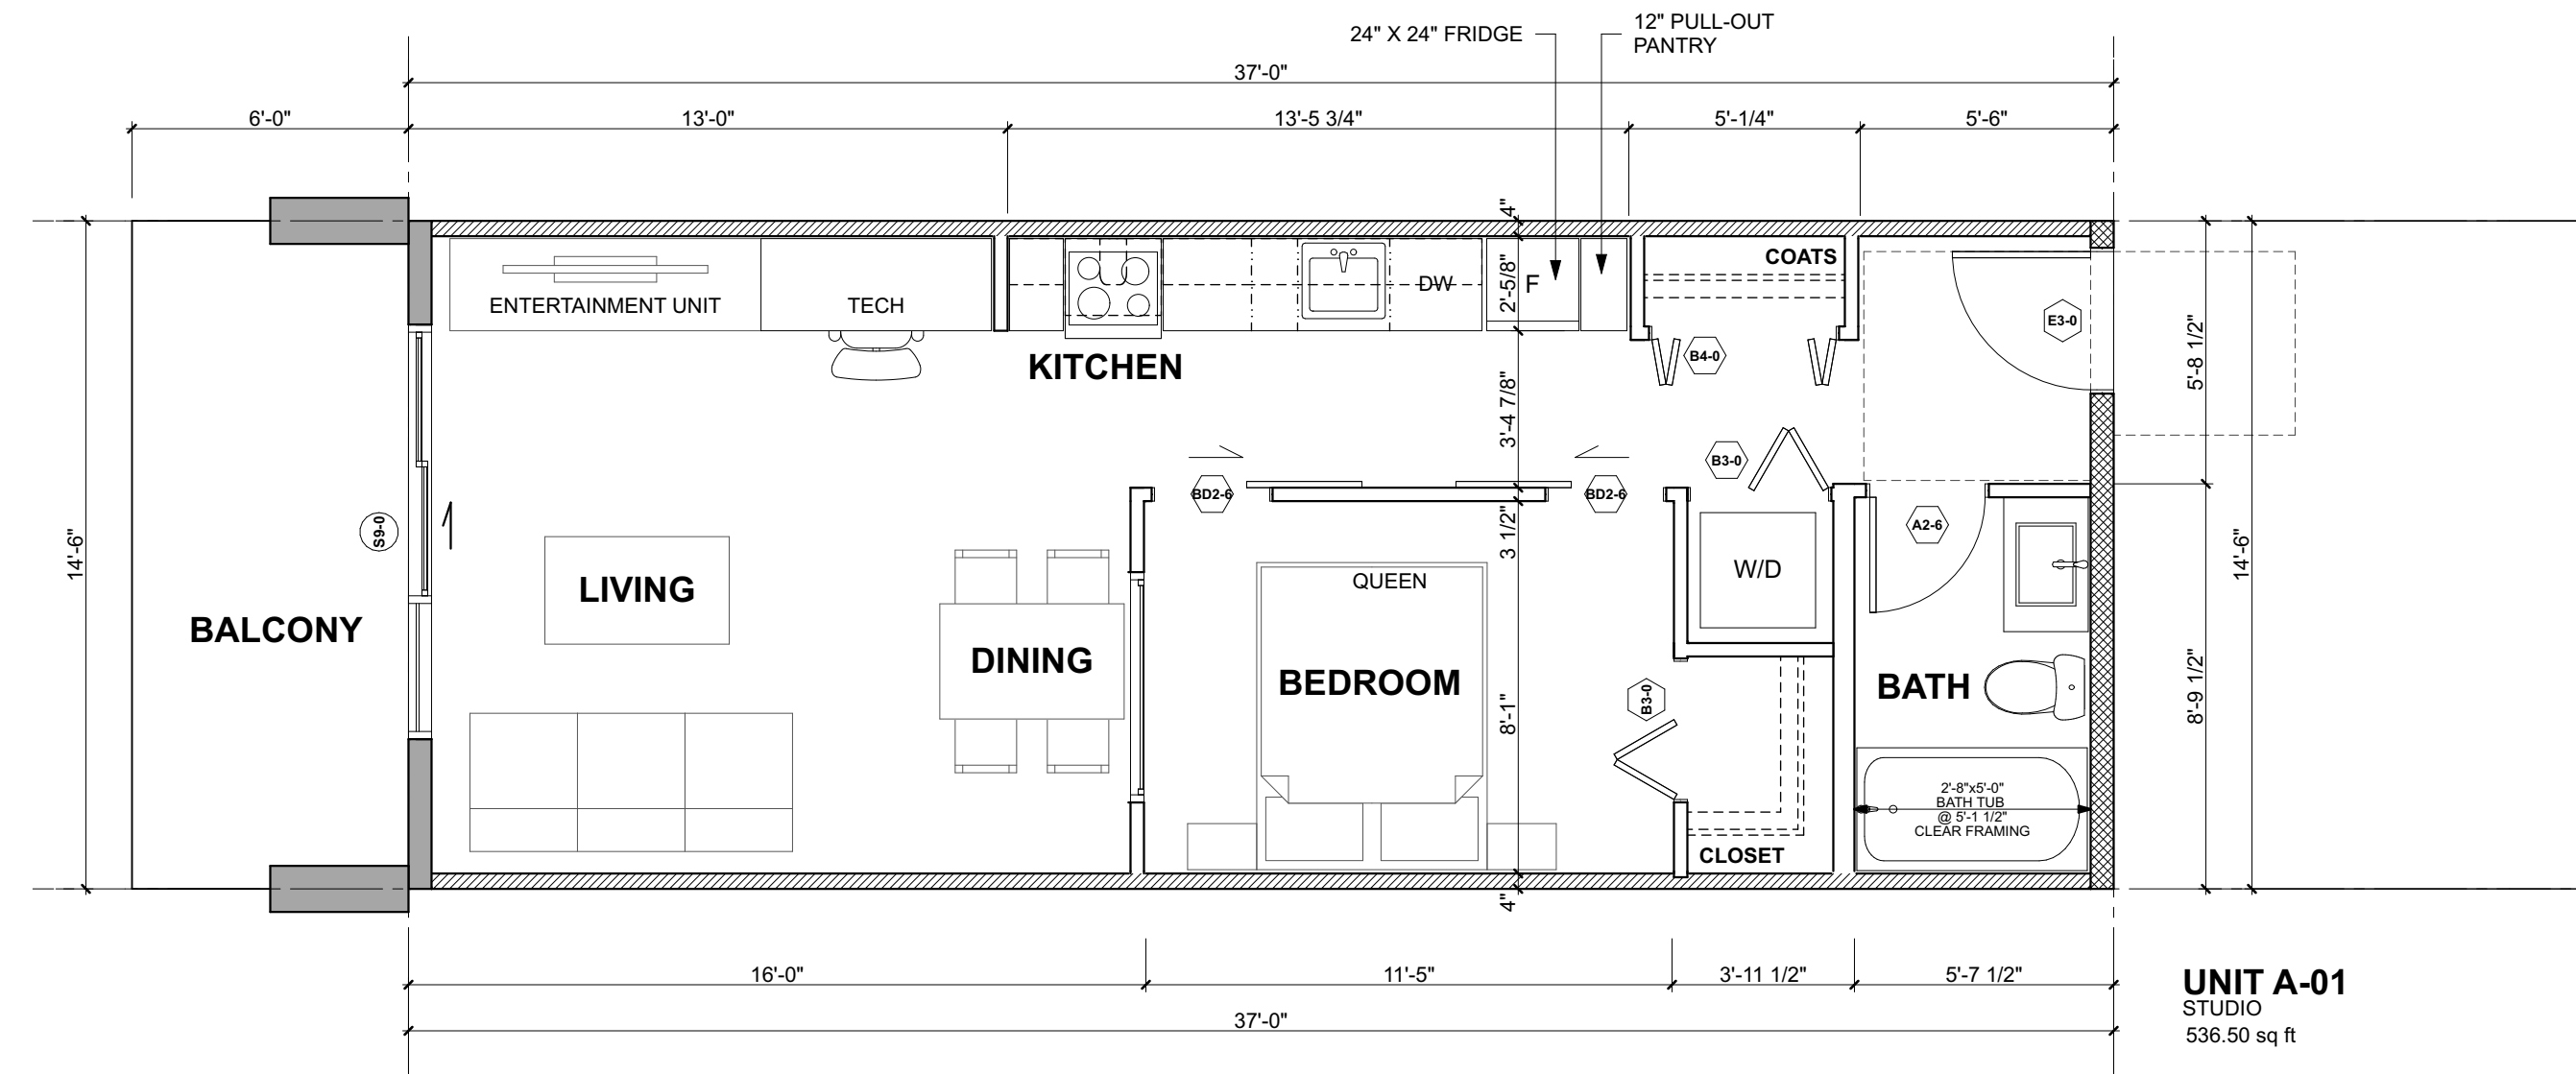 24" X 24" FRIDGE
12" PULL-OUT
PANTRY
37'-0"
6'-0"
13'-0"
13'-5 3/4"
5'-1/4"
5'-6"
4"
COATS
ENTERTAINMENT UNIT
TECH
DW
F
2'-5/8"
E3-0
KITCHEN
B4-0
3'-4 7/8"
5'-8 1/2"
B3-0
BD2-6
BD2-6
A2-6
S9-0
14'-6"
3 1/2"
14'-6"
W/D
QUEEN
LIVING
BALCONY
DINING
BEDROOM
BATH
B3-0
8'-1"
8'-9 1/2"
2'-8"x5'-0"
BATH TUB
@ 5'-1 1/2"
CLEAR FRAMING
CLOSET
4"
16'-0"
11'-5"
3'-11 1/2"
5'-7 1/2"
37'-0"
UNIT A-01
STUDIO
536.50 sq ft